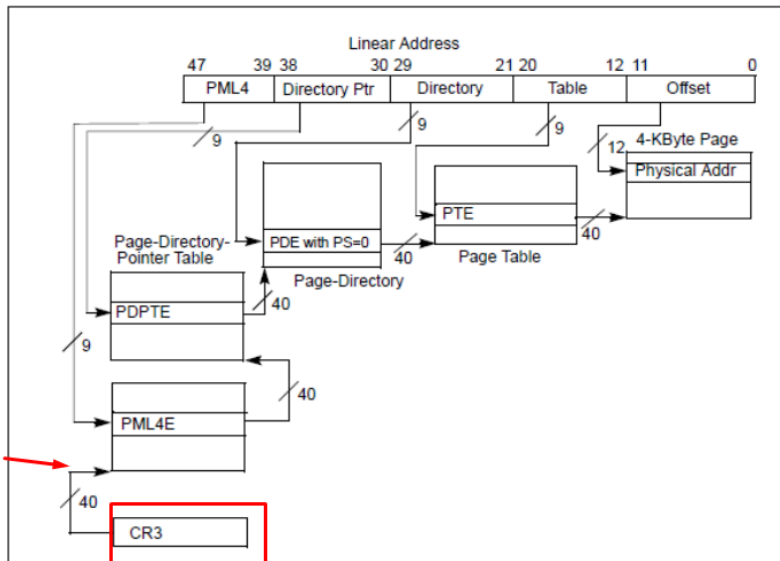 Linear Address
47 39 38 30 29 21 20 12 11 0
PML4 Directory Ptr Directory Table Offset
9 9 9
12 4-KByte Page
Physical Addr
PTE
40
Page Table
PDE with PS=0
40
Page-Directory
Page-Directory-
Pointer Table
PDPTE
40
9
40
PML4E
40
CR3